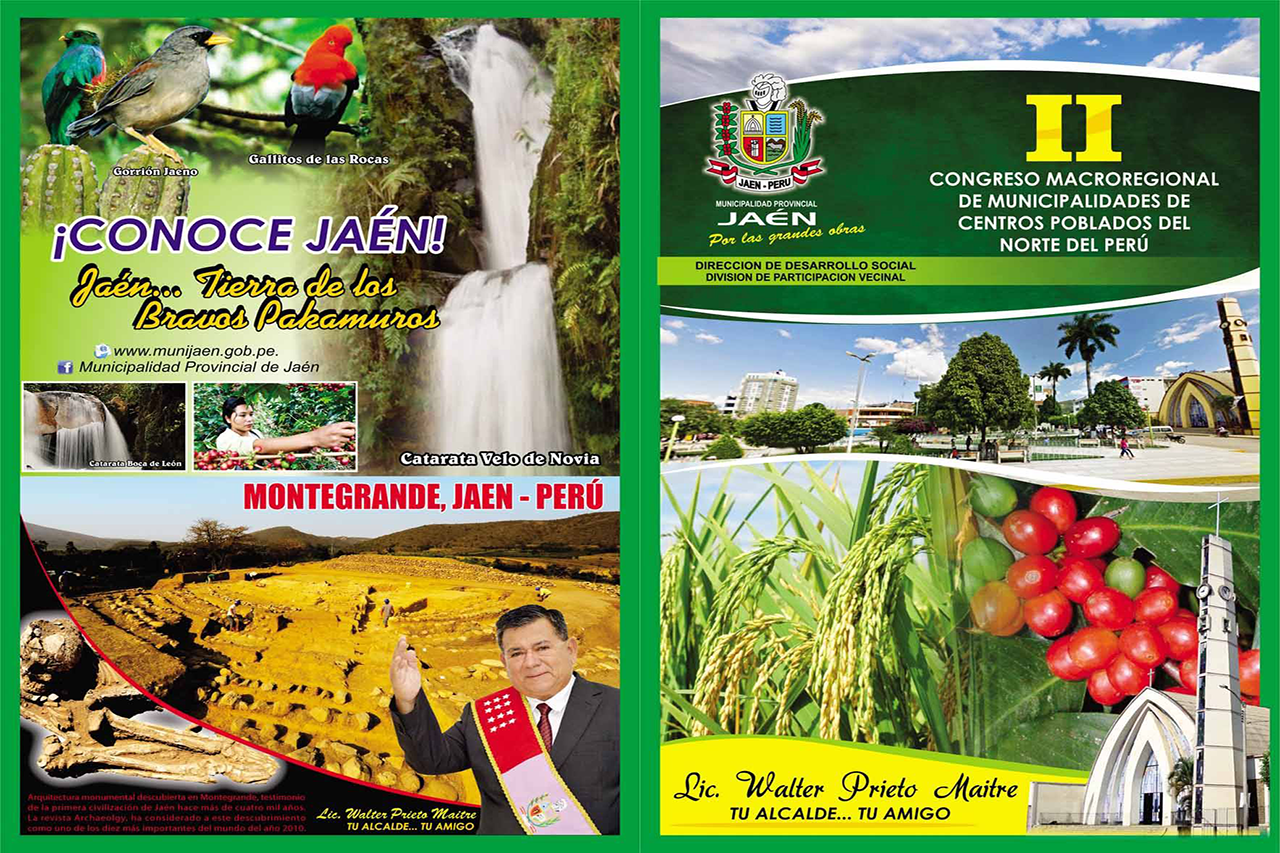 Gallitos de las Rocas
Gorrión Jaeno
¡CONOCE JAÉN!
Jaén... Tierra de los
Bravos Pakamuros
www.munijaen.gob.pe.
f Municipalidad Provincial de Jaén
Catarata Boca de León
Catarata Velo de Novia
MONTEGRANDE, JAEN - PERÚ
Arquitectura monumental descubierta en Montegrande, testimonio
de la primera civilización de Jaén hace más de cuatro mil años.
La revista Archaeolgy, ha considerado a este descubrimiento
como uno de los diez más importantes del mundo del año 2010.
Lic. Walter Prieto Maitre
TU ALCALDE... TU AMIGO
JAEN - PERU
MUNICIPALIDAD PROVINCIAL
JAÉN
Por las grandes obras
II
CONGRESO MACROREGIONAL
DE MUNICIPALIDADES DE
CENTROS POBLADOS DEL
NORTE DEL PERÚ
DIRECCION DE DESARROLLO SOCIAL
DIVISION DE PARTICIPACION VECINAL
Lic. Walter Prieto Maitre
TU ALCALDE... TU AMIGO